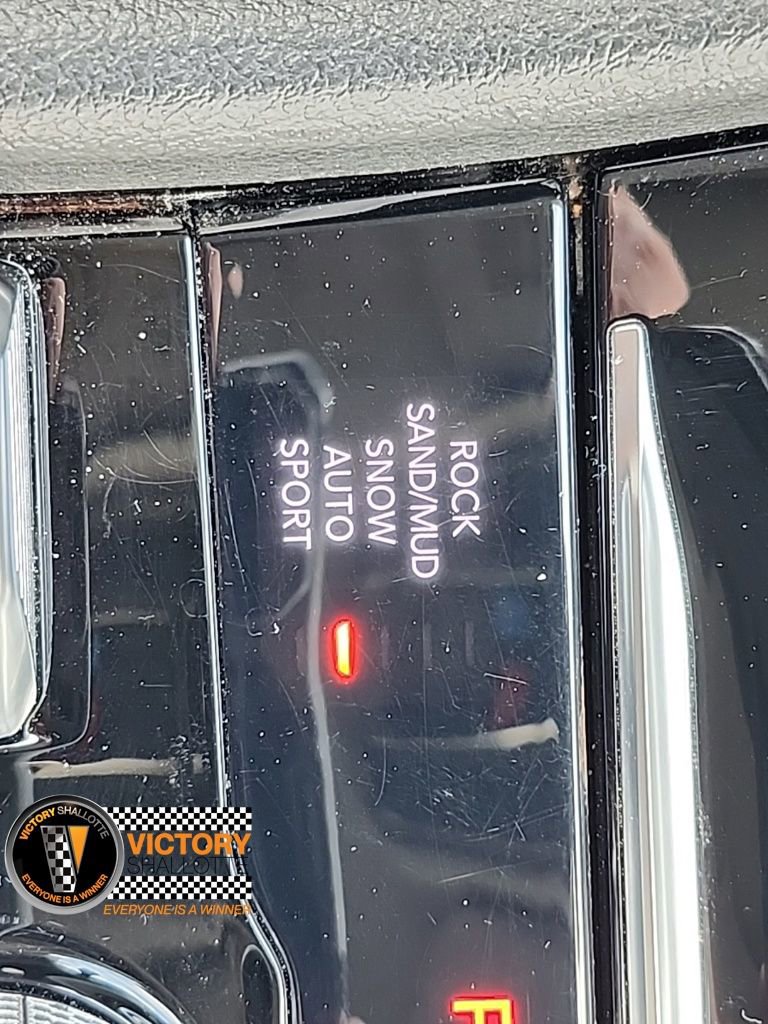 ROCK
SAND/MUD
SNOW
AUTO
SPORT
VICTORY SHALLOTTE
V
EVERYONE IS A WINNER
VICTORY
SHALLOTTE
EVERYONE IS A WINNER